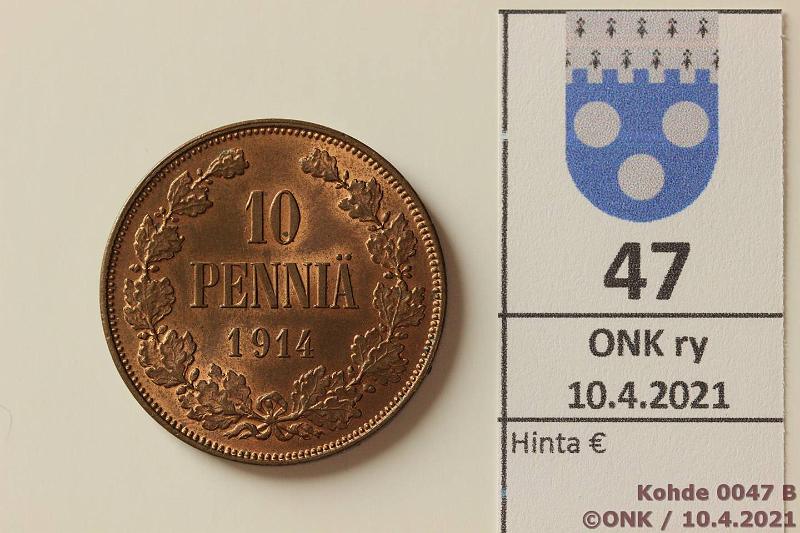 10
PENNIÄ
1914
47
ONK ry
10.4.2021
Hinta €
Kohde 0047 B
©ONK / 10.4.2021